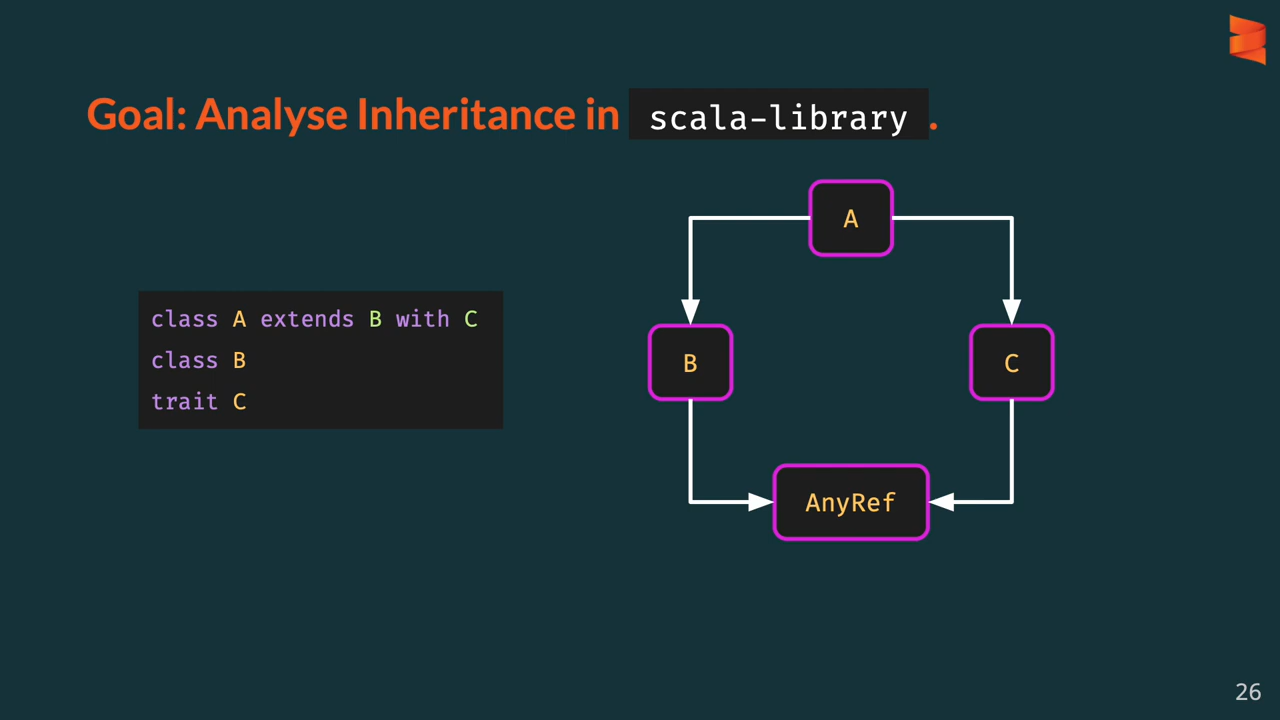 Goal: Analyse Inheritance in scala-library.
class A extends B with C
class B
trait C
A
B
C
AnyRef
26